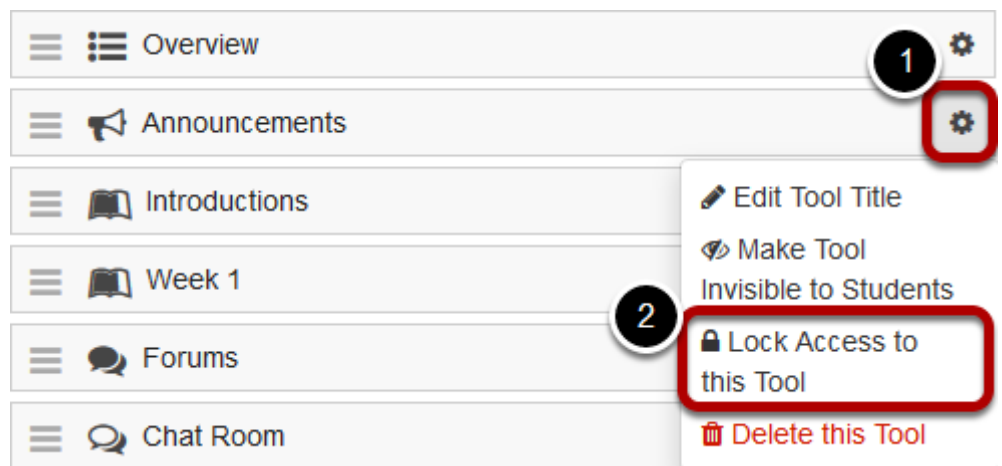 Overview
1
Announcements
Introductions
Edit Tool Title
Make Tool
Invisible to Students
Week 1
2
Lock Access to
this Tool
Forums
Chat Room
Delete this Tool